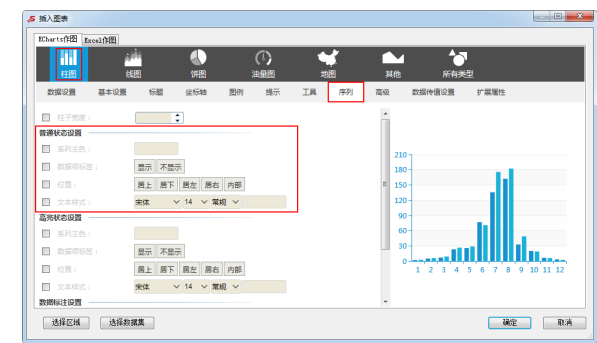 插入图表
ECharts作图 Excel作图
柱图 线图 饼图 油量图 地图 其他 所有类型
数据设置 基本设置 标题 坐标轴 图例 提示 工具 序列 高级 数据传值设置 扩展属性
柱子宽度：
普通状态设置
系列主色：
数据项标签： 显示 不显示
位置： 居上 居下 居左 居右 内部
文本样式： 宋体 14 常规
高亮状态设置
系列主色：
数据项标签： 显示 不显示
位置： 居上 居下 居左 居右 内部
文本样式： 宋体 14 常规
数据标注设置
210
180
150
120
90
60
30
0
1 2 3 4 5 6 7 8 9 10 11 12
选择区域 选择数据集 确定 取消